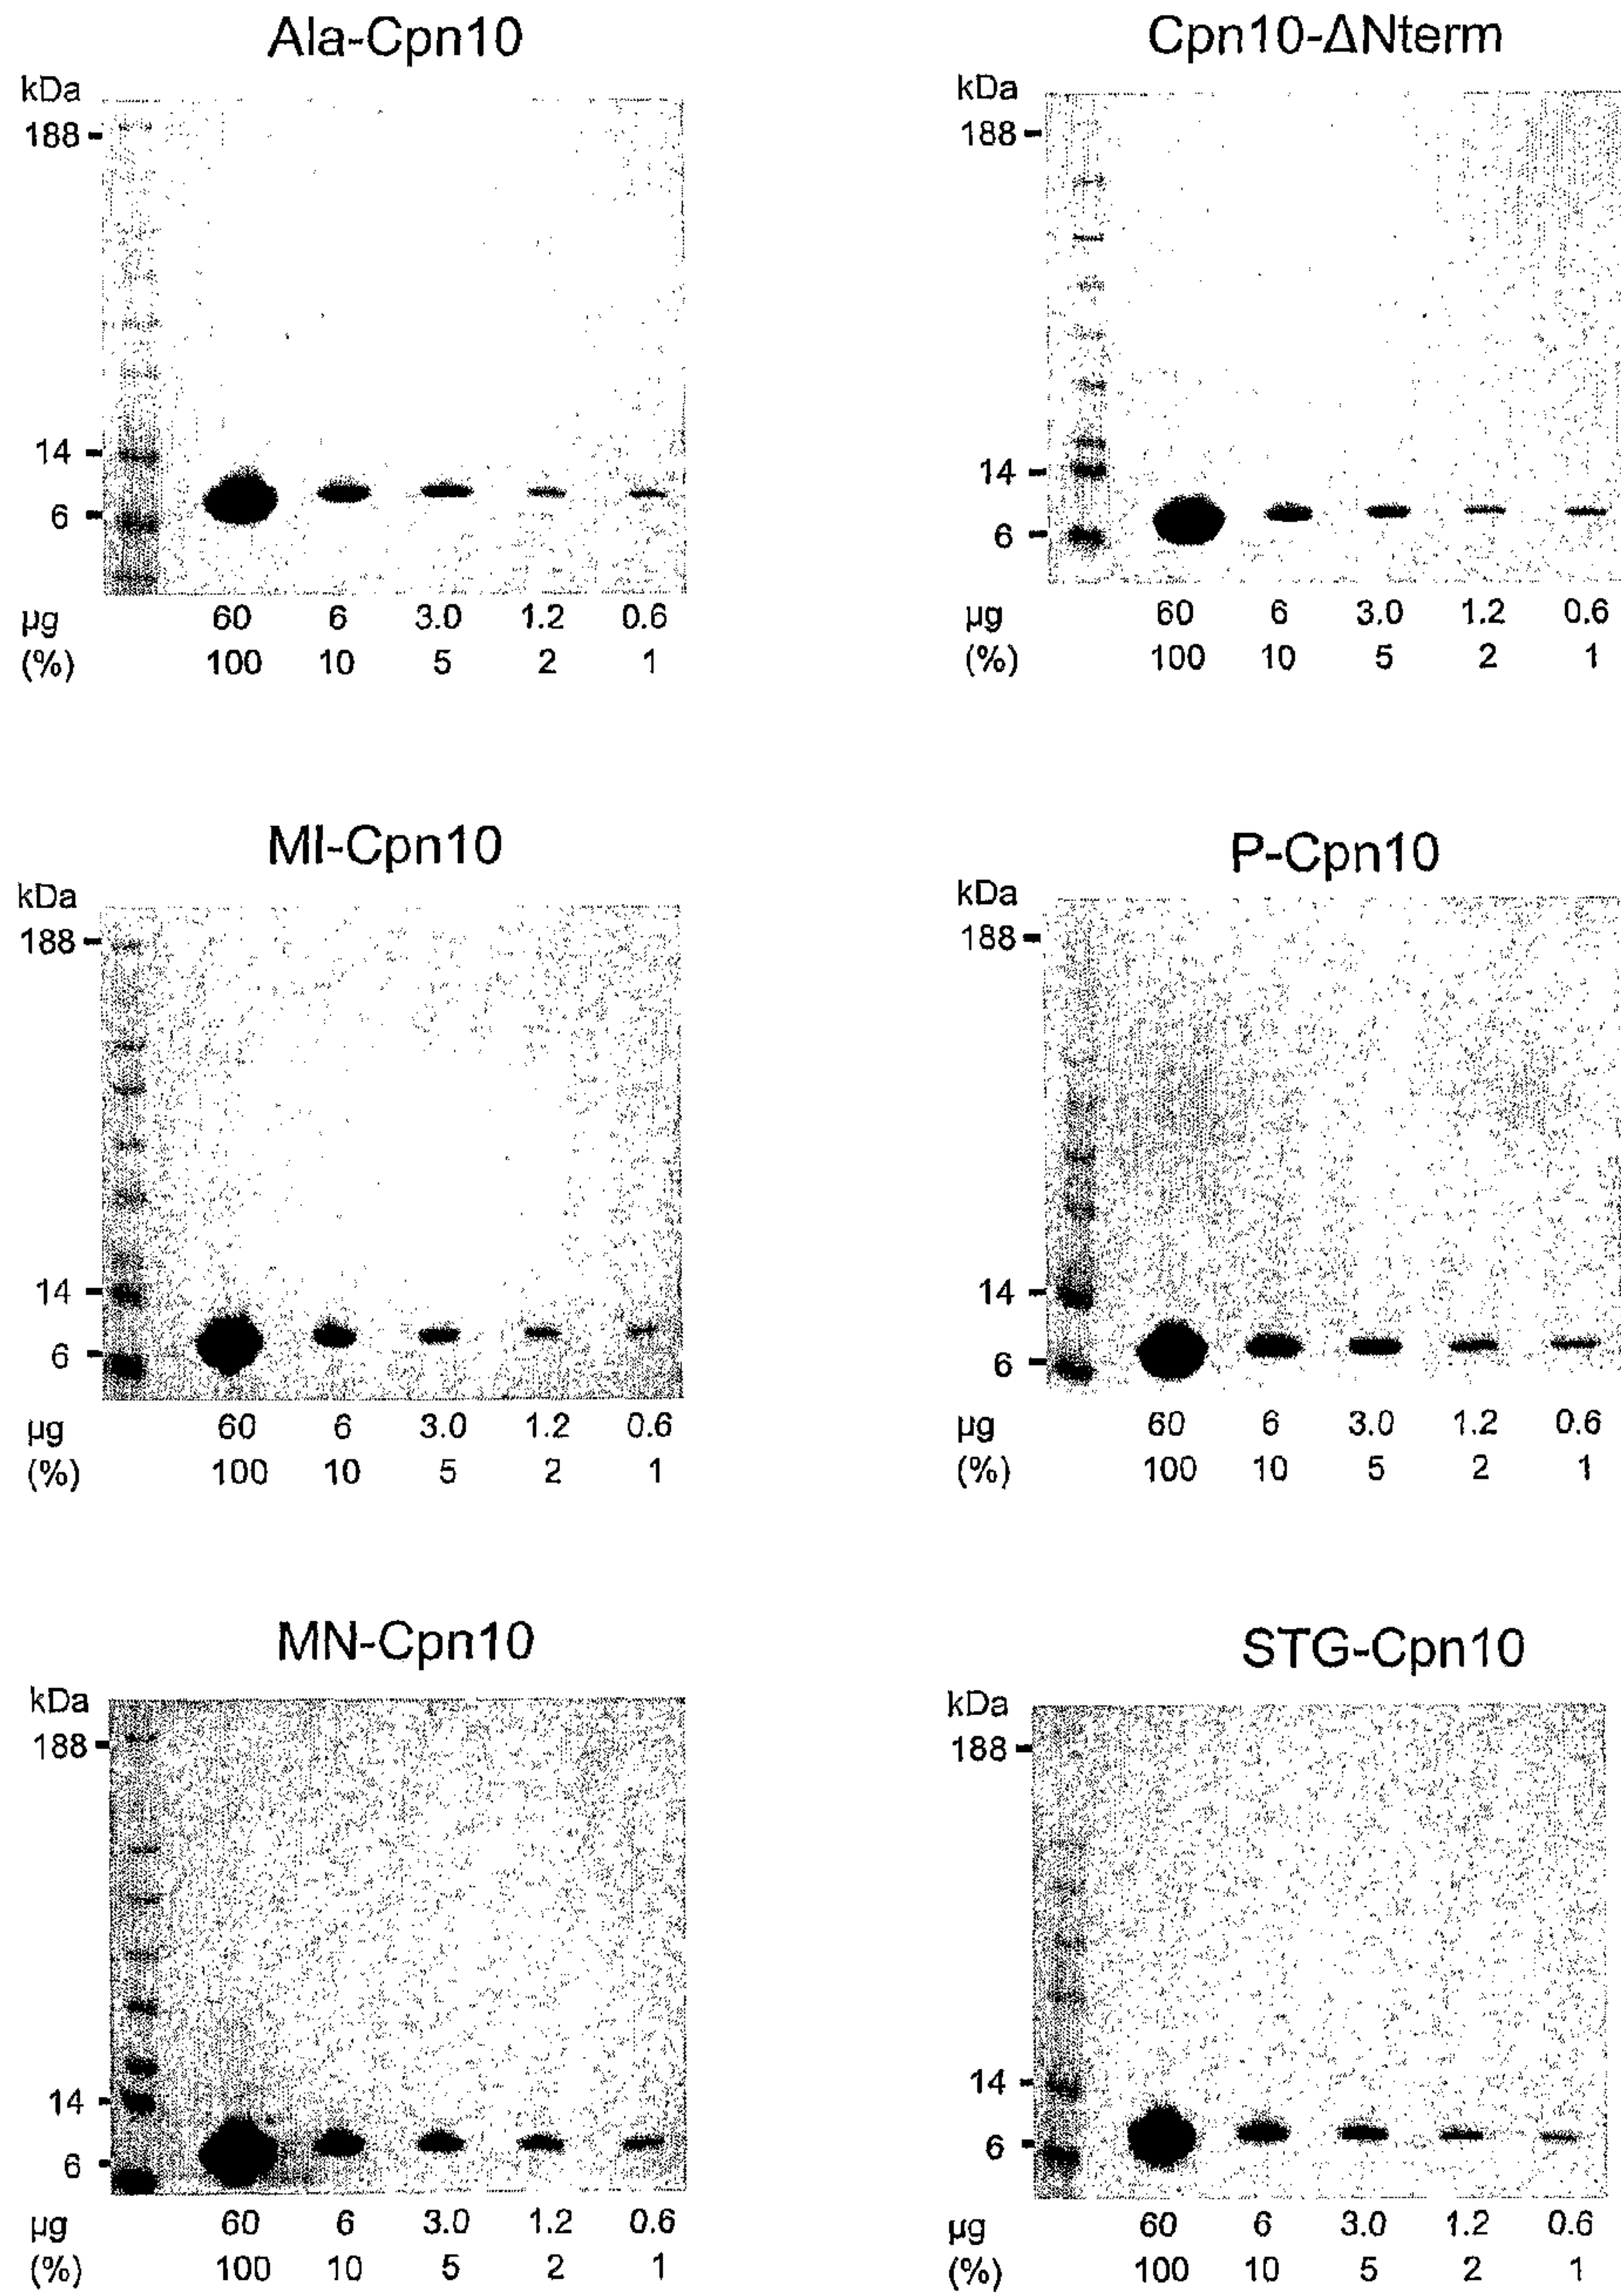 Ala-Cpn10
kDa
188
14
6
µg 60 6 3.0 1.2 0.6
(%) 100 10 5 2 1
Cpn10-ΔNterm
kDa
188
14
6
µg 60 6 3.0 1.2 0.6
(%) 100 10 5 2 1
MI-Cpn10
kDa
188
14
6
µg 60 6 3.0 1.2 0.6
(%) 100 10 5 2 1
P-Cpn10
kDa
188
14
6
µg 60 6 3.0 1.2 0.6
(%) 100 10 5 2 1
MN-Cpn10
kDa
188
14
6
µg 60 6 3.0 1.2 0.6
(%) 100 10 5 2 1
STG-Cpn10
kDa
188
14
6
µg 60 6 3.0 1.2 0.6
(%) 100 10 5 2 1